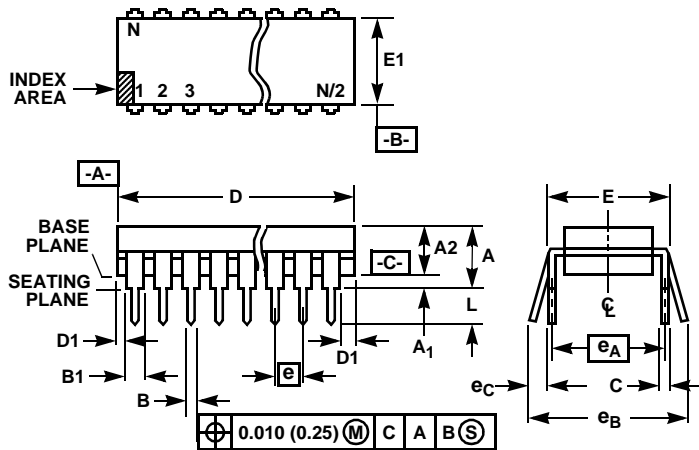 N
E1
INDEX
AREA
1 2 3 N/2
-B-
-A-
D
E
BASE
PLANE
A2
A
-C-
SEATING
PLANE
L
C
L
D1
A1
D1
eA
B1
e
eC
C
B
eB
0.010 (0.25) M C A B S